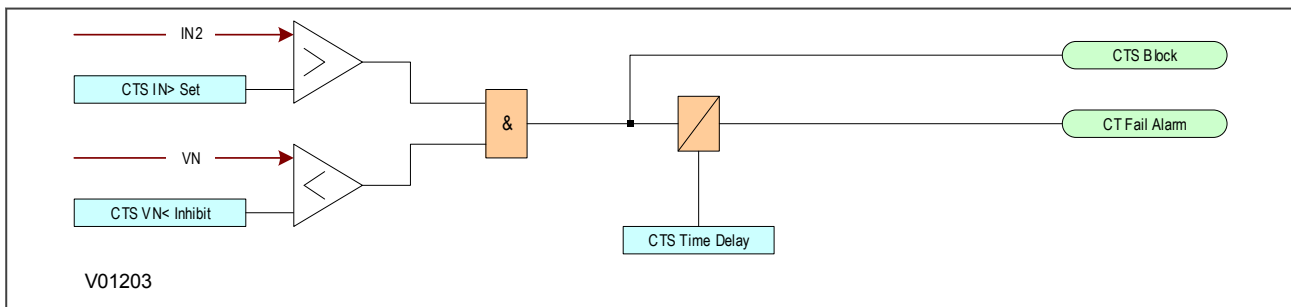 IN2
CTS IN> Set
>
VN
CTS VN< Inhibit
<
&
CTS Time Delay
CTS Block
CT Fail Alarm
V01203